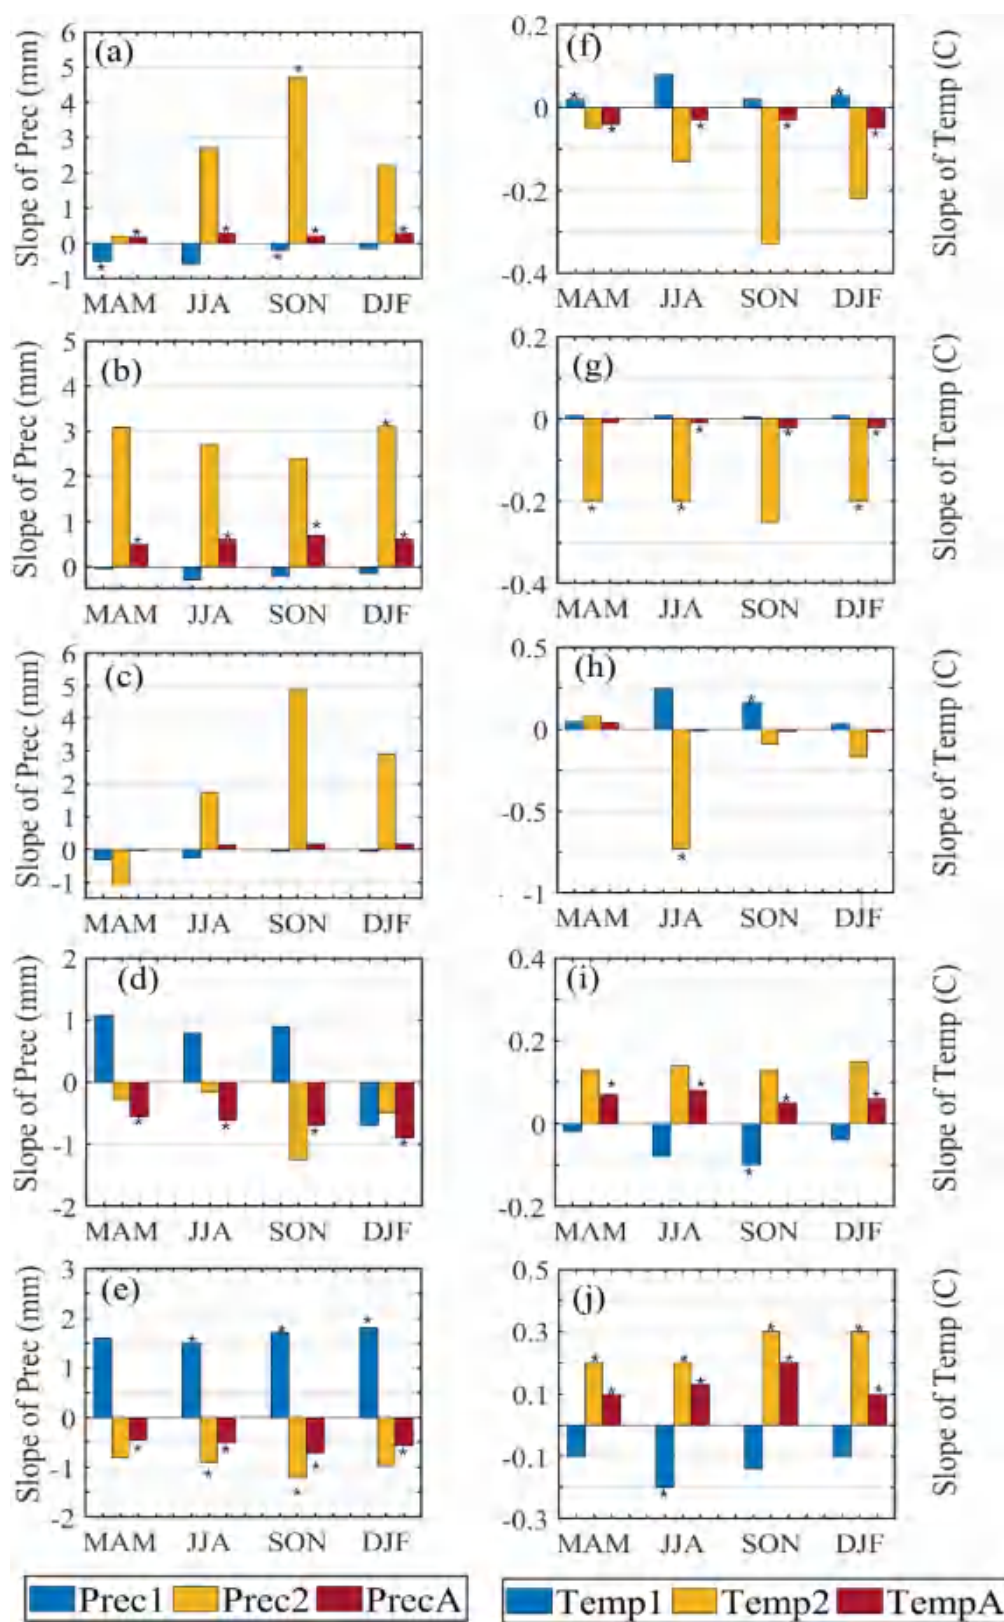 (a)
Slope of Prec (mm)
6
5
4
3
2
1
0
-1
MAM JJA SON DJF
(f)
Slope of Temp (C)
0.2
0
-0.2
-0.4
MAM JJA SON DJF
(b)
Slope of Prec (mm)
5
4
3
2
1
0
MAM JJA SON DJF
(g)
Slope of Temp (C)
0.2
0
-0.2
-0.4
MAM JJA SON DJF
(c)
Slope of Prec (mm)
6
5
4
3
2
1
0
-1
MAM JJA SON DJF
(h)
Slope of Temp (C)
0.5
0
-0.5
-1
MAM JJA SON DJF
(d)
Slope of Prec (mm)
2
1
0
-1
-2
MAM JJA SON DJF
(i)
Slope of Temp (C)
0.4
0.2
0
-0.2
MAM JJA SON DJF
(e)
Slope of Prec (mm)
3
2
1
0
-1
-2
MAM JJA SON DJF
(j)
Slope of Temp (C)
0.5
0.3
0.1
-0.1
-0.3
MAM JJA SON DJF
Prec1 Prec2 PrecA
Temp1 Temp2 TempA